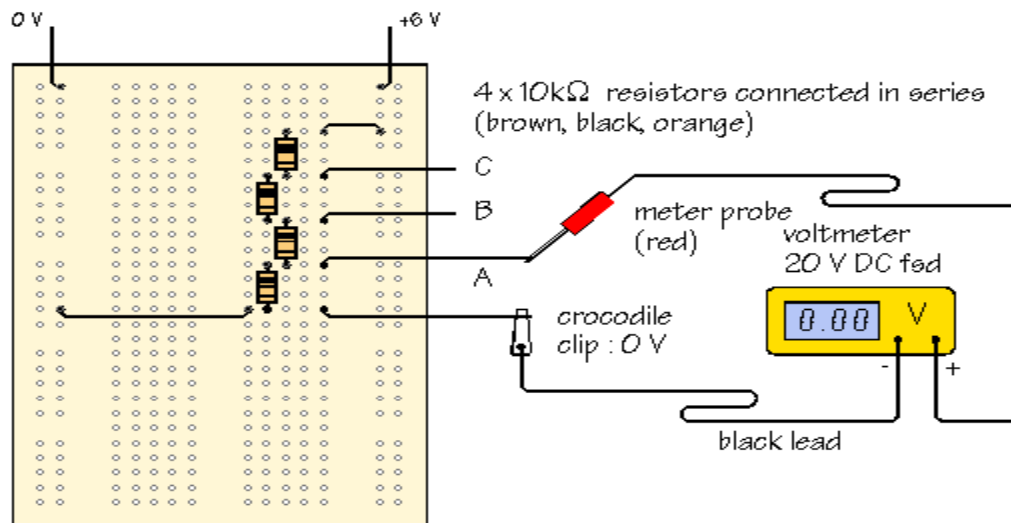 0 V
+6 V
4 x 10kΩ resistors connected in series
(brown, black, orange)
C
B
A
meter probe
(red)
voltmeter
20 V DC fsd
0.00
V
- +
crocodile
clip : 0 V
black lead